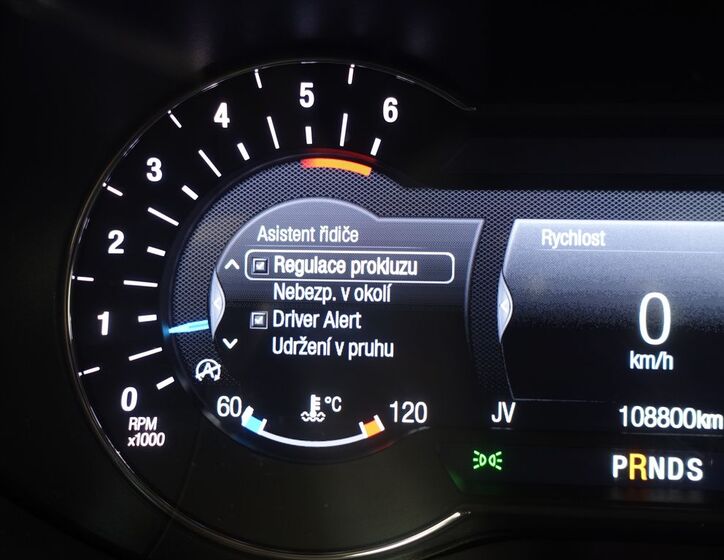 6
5
4
3
2
1
0
RPM
x1000
Asistent řidiče
Regulace prokluzu
Nebezp. v okolí
Driver Alert
Udržení v pruhu
60
°C
120
Rychlost
0
km/h
JV
108800km
PRNDS